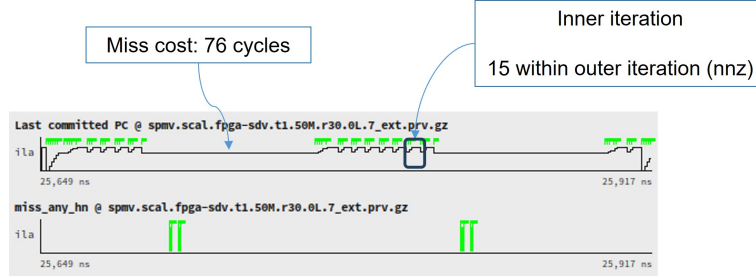 Inner iteration
Miss cost: 76 cycles
15 within outer iteration (nnz)
Last committed PC @ spmv.scal.fpga-sdv.t1.50M.r30.0L.7_ext.prv.gz
ila
25,649 ns
25,917 ns
miss_any_hn @ spmv.scal.fpga-sdv.t1.50M.r30.0L.7_ext.prv.gz
ila
25,649 ns
25,917 ns